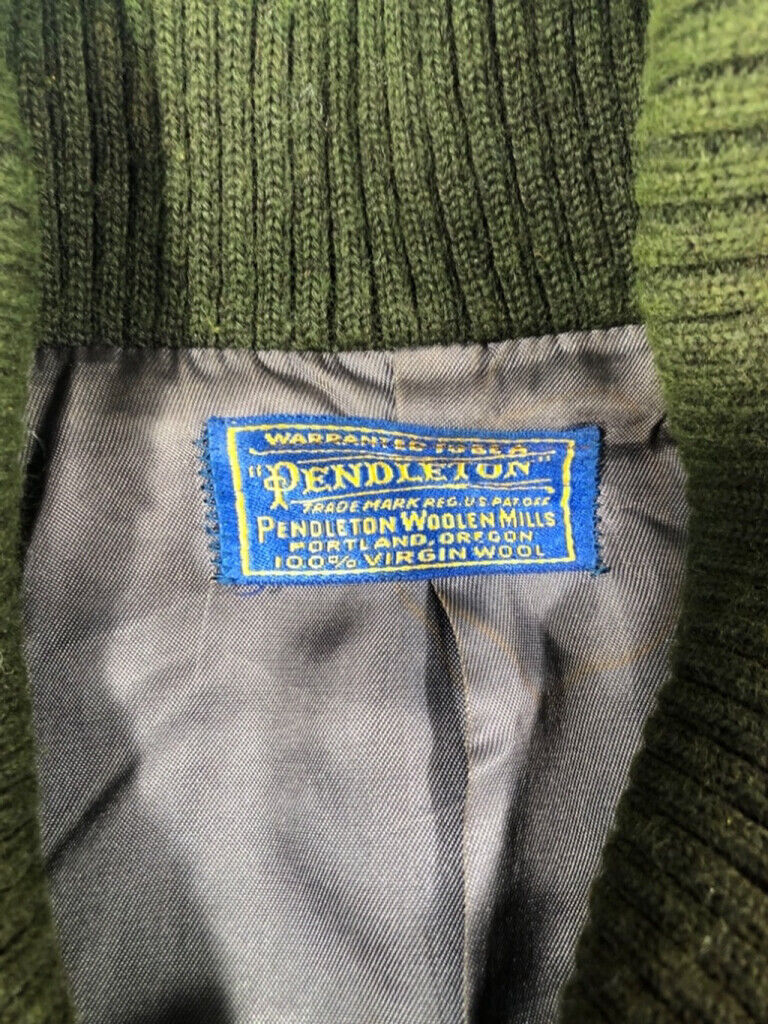 WARRANTED TO BE A
"PENDLETON"
TRADE MARK REG. U.S. PAT. OFF.
PENDLETON WOOLEN MILLS
PORTLAND, OREGON
100% VIRGIN WOOL